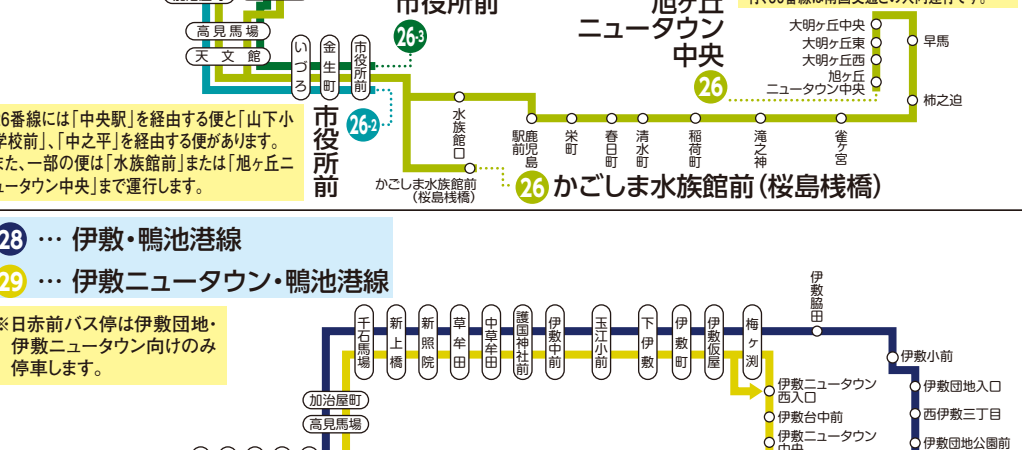 市役所前
26-3
旭ヶ丘
ニュータウン
中央
26
高見馬場
天文館
いづろ
金生町
市役所前
市役所前
26-2
大明ヶ丘中央
大明ヶ丘東
大明ヶ丘西
旭ヶ丘
ニュータウン中央
早馬
柿之迫
水族館口
鹿児島
駅前
栄町
春日町
清水町
稲荷町
滝之神
雀ヶ宮
6番線には「中央駅」を経由する便と「山下小
学校前」、「中之平」を経由する便があります。
また、一部の便は「水族館前」または「旭ヶ丘ニ
ュータウン中央」まで運行します。
かごしま水族館前
(桜島桟橋)
26 かごしま水族館前(桜島桟橋)
28 … 伊敷・鴨池港線
29 … 伊敷ニュータウン・鴨池港線
※日赤前バス停は伊敷団地・
伊敷ニュータウン向けのみ
停車します。
千石馬場
新上橋
新照院
草牟田
中草牟田
護国神社前
伊敷中前
玉江小前
下伊敷
伊敷町
伊敷仮屋
梅ヶ渕
伊敷脇田
伊敷小前
伊敷団地入口
西伊敷三丁目
伊敷団地公園前
伊敷ニュータウン
西入口
伊敷台中前
伊敷ニュータウン
加治屋町
高見馬場